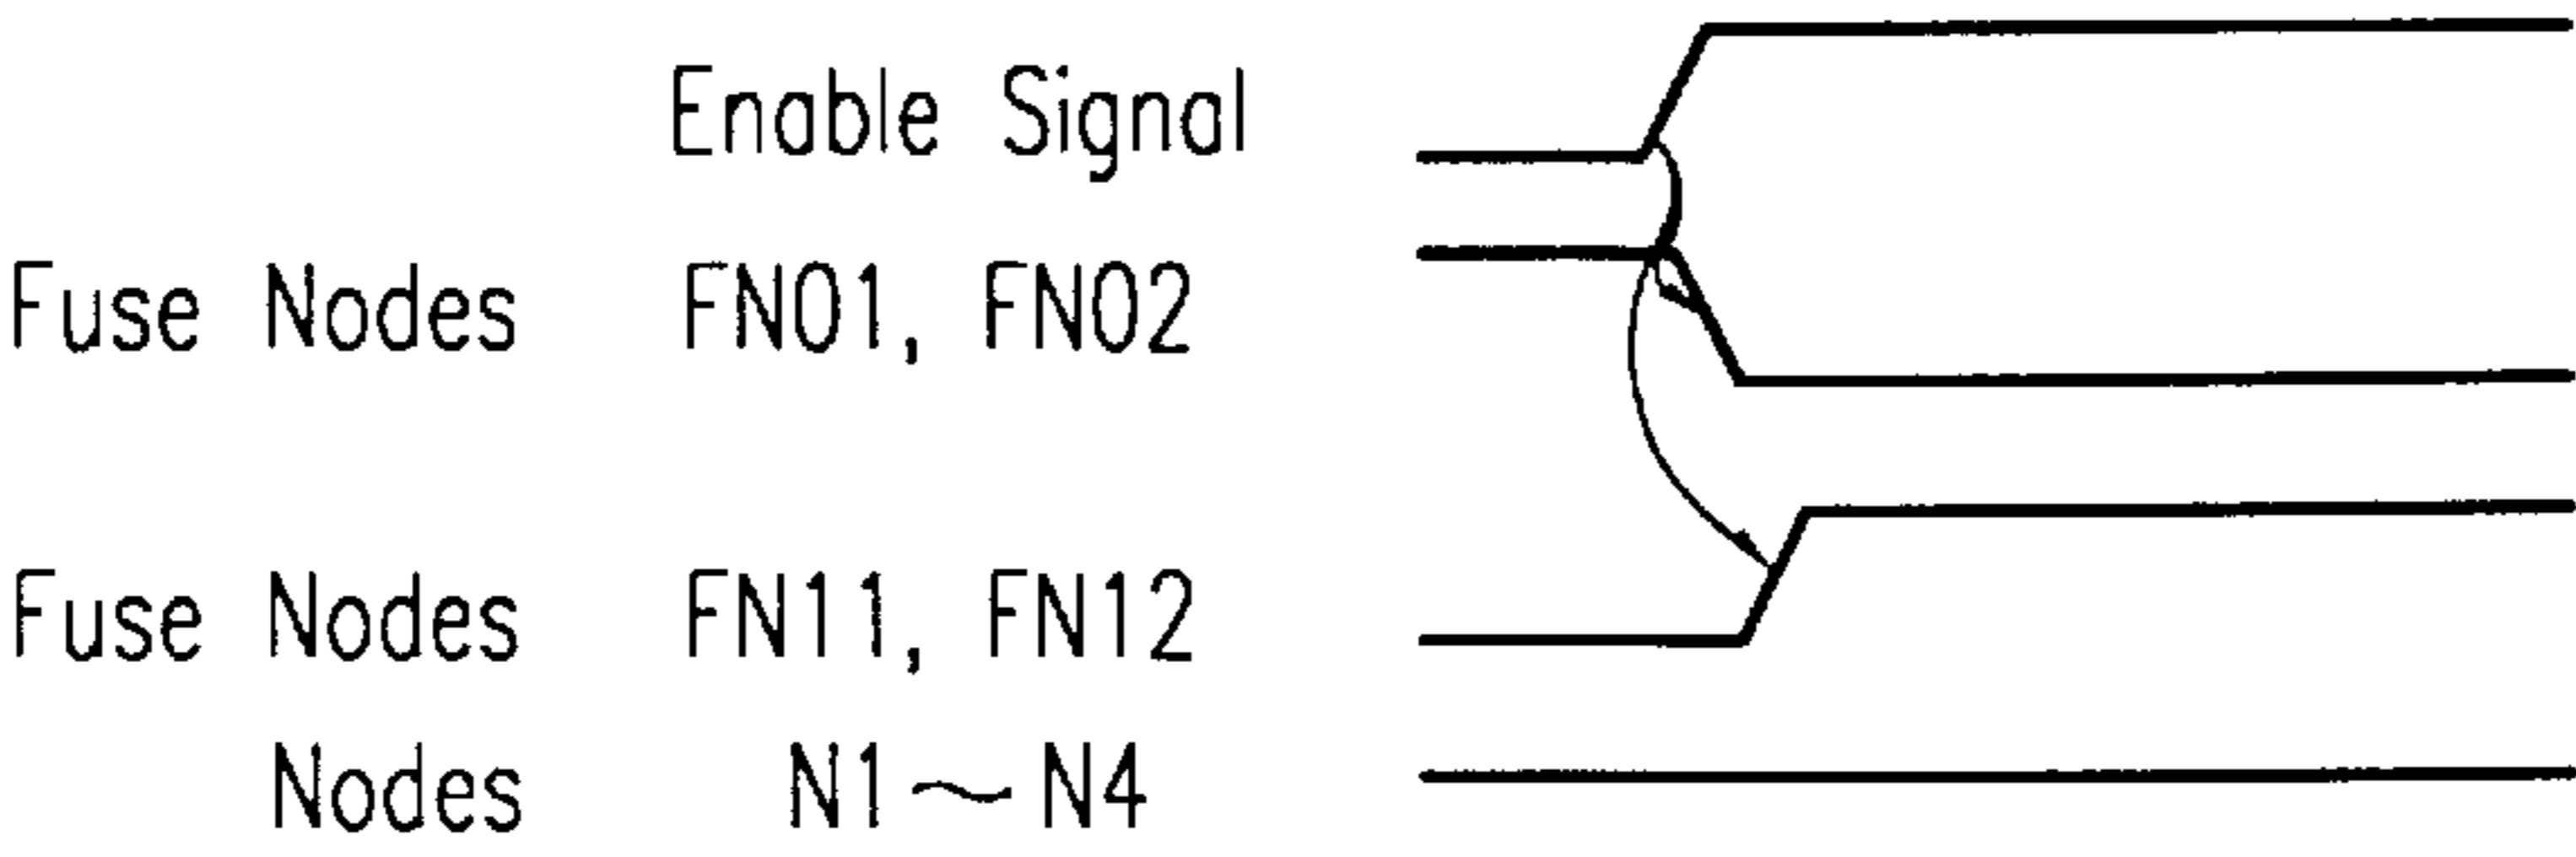 Enable Signal
Fuse Nodes FN01, FN02
Fuse Nodes FN11, FN12
Nodes N1~N4